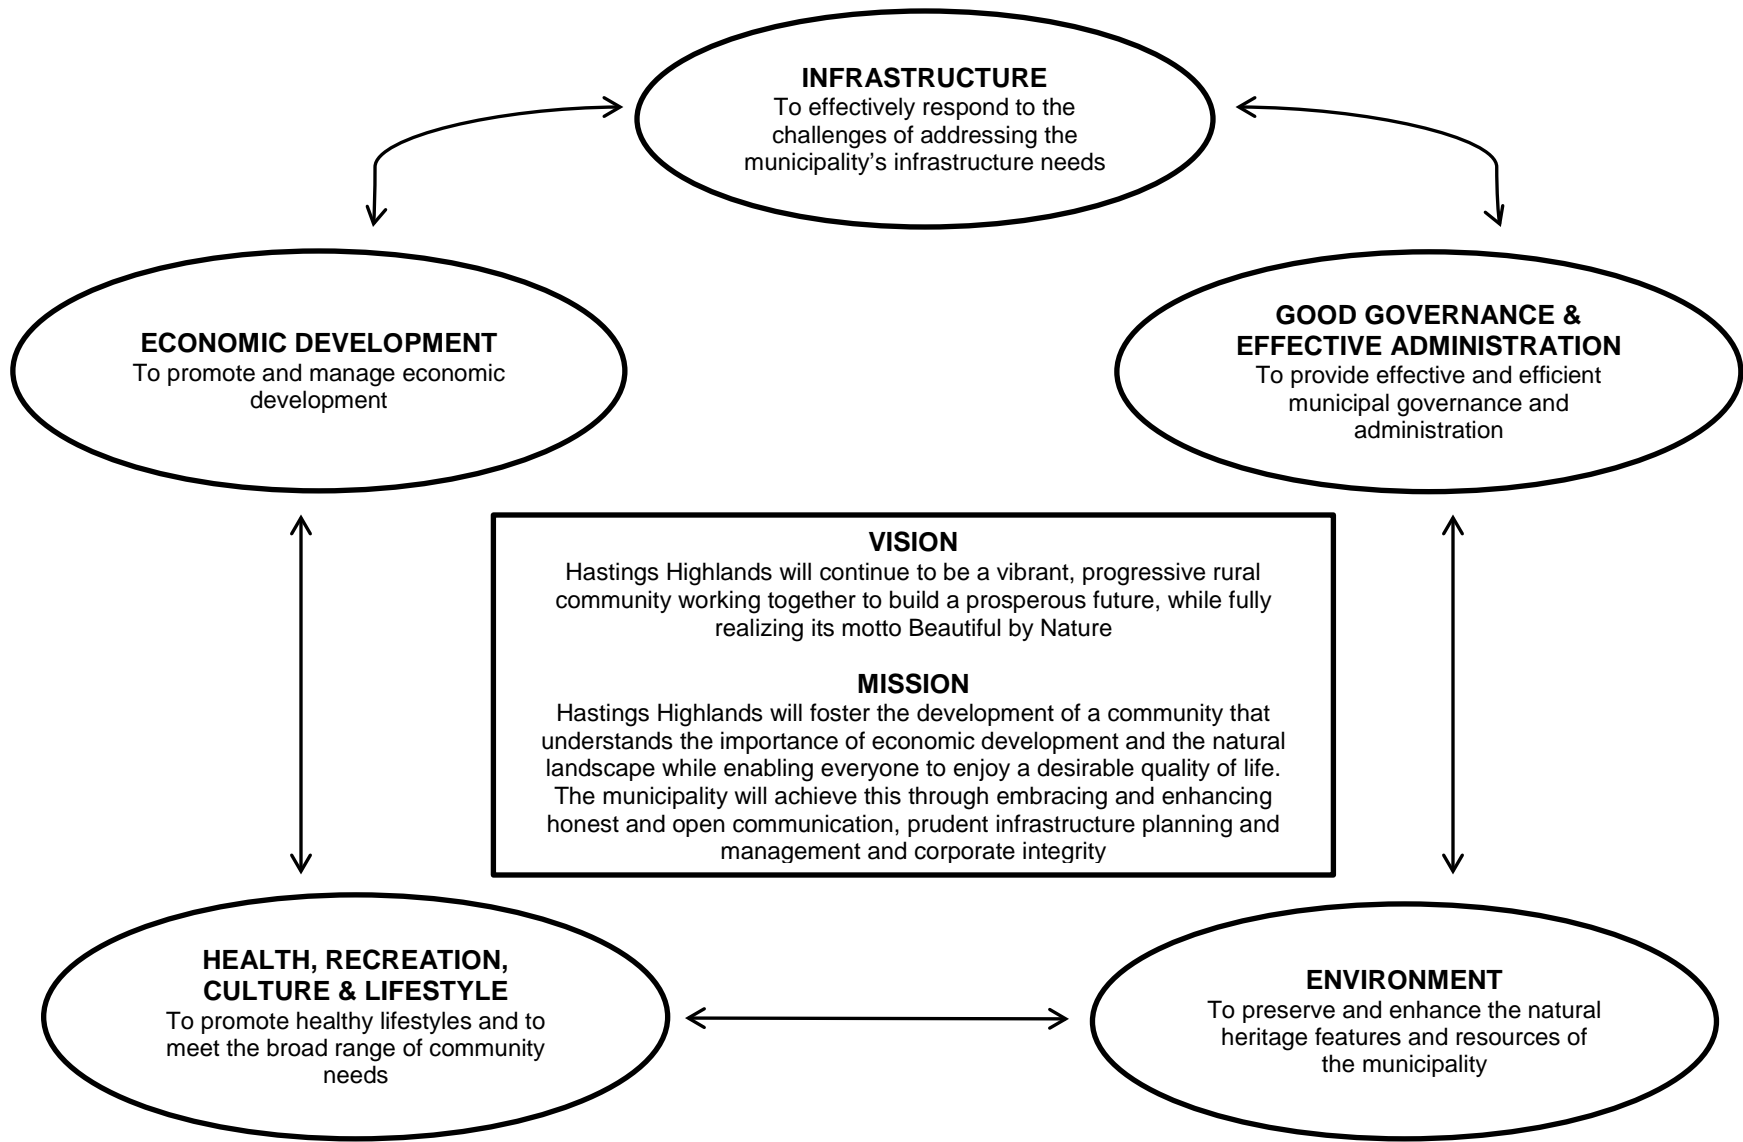 INFRASTRUCTURE
To effectively respond to the
challenges of addressing the
municipality’s infrastructure needs
ECONOMIC DEVELOPMENT
To promote and manage economic
development
GOOD GOVERNANCE &
EFFECTIVE ADMINISTRATION
To provide effective and efficient
municipal governance and
administration
VISION
Hastings Highlands will continue to be a vibrant, progressive rural
community working together to build a prosperous future, while fully
realizing its motto Beautiful by Nature
MISSION
Hastings Highlands will foster the development of a community that
understands the importance of economic development and the natural
landscape while enabling everyone to enjoy a desirable quality of life.
The municipality will achieve this through embracing and enhancing
honest and open communication, prudent infrastructure planning and
management and corporate integrity
HEALTH, RECREATION,
CULTURE & LIFESTYLE
To promote healthy lifestyles and to
meet the broad range of community
needs
ENVIRONMENT
To preserve and enhance the natural
heritage features and resources of
the municipality